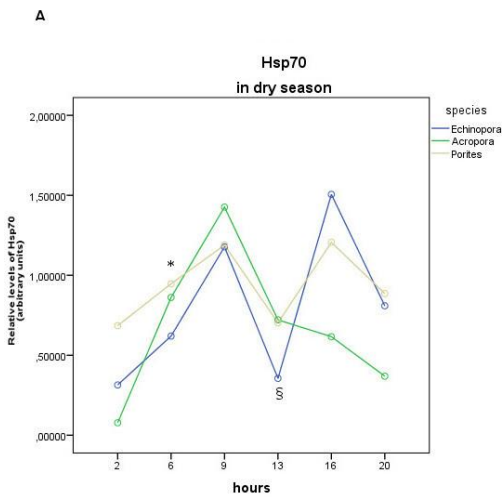 A
Hsp70
in dry season
species
Echinopora
Acropora
Porites
2,00000
1,50000
1,00000
,50000
,00000
Relative levels of Hsp70
(arbitrary units)
*
§
2 6 9 13 16 20
hours